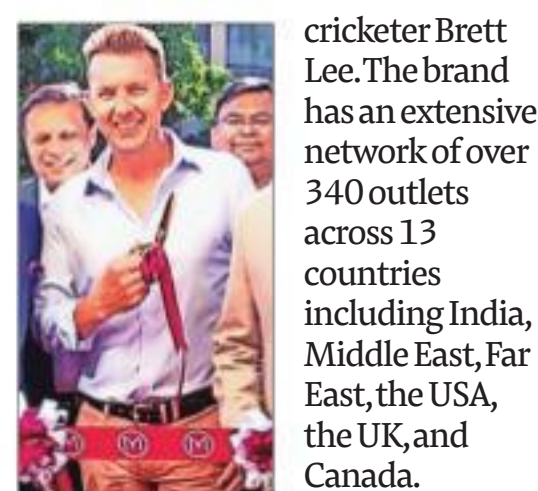 cricketer Brett
Lee. The brand
has an extensive
network of over
340 outlets
across 13
countries
including India,
Middle East, Far
East, the USA,
the UK, and
Canada.